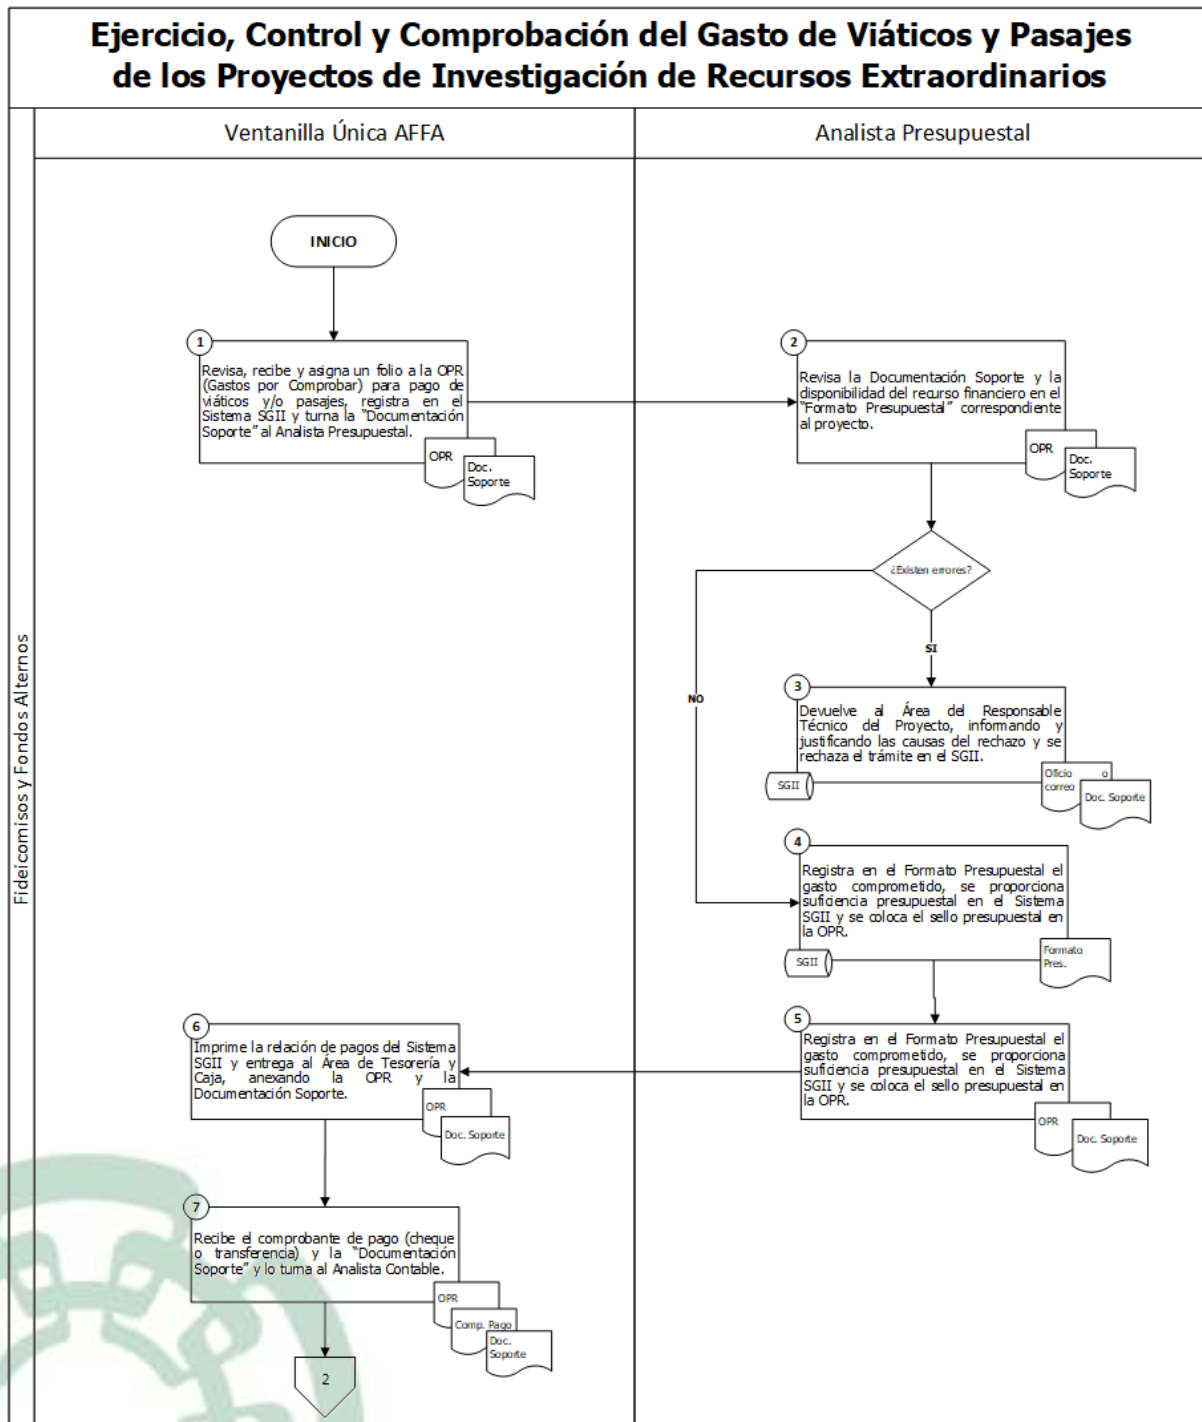 Ejercicio, Control y Comprobación del Gasto de Viáticos y Pasajes
de los Proyectos de Investigación de Recursos Extraordinarios
Fideicomisos y Fondos Alternos
Ventanilla Única AFFA
Analista Presupuestal
INICIO
1
Revisa, recibe y asigna un folio a la OPR
(Gastos por Comprobar) para pago de
viáticos y/o pasajes, registra en el
Sistema SGII y turna la "Documentación
Soporte" al Analista Presupuestal.
OPR
Doc.
Soporte
2
Revisa la Documentación Soporte y la
disponibilidad del recurso financiero en el
"Formato Presupuestal" correspondiente
al proyecto.
OPR
Doc.
Soporte
¿Existen errores?
SI
NO
3
Devuelve al Área del Responsable
Técnico del Proyecto, informando y
justificando las causas del rechazo y se
rechaza el trámite en el SGII.
SGII
Oficio o
correo
Doc. Soporte
4
Registra en el Formato Presupuestal el
gasto comprometido, se proporciona
suficiencia presupuestal en el Sistema
SGII y se coloca el sello presupuestal en
la OPR.
SGII
Formato
Pres.
5
Registra en el Formato Presupuestal el
gasto comprometido, se proporciona
suficiencia presupuestal en el Sistema
SGII y se coloca el sello presupuestal en
la OPR.
OPR
Doc. Soporte
6
Imprime la relación de pagos del Sistema
SGII y entrega al Área de Tesorería y
Caja, anexando la OPR y la
Documentación Soporte.
OPR
Doc. Soporte
7
Recibe el comprobante de pago (cheque
o transferencia) y la "Documentación
Soporte" y lo turna al Analista Contable.
OPR
Comp. Pago
Doc.
Soporte
2